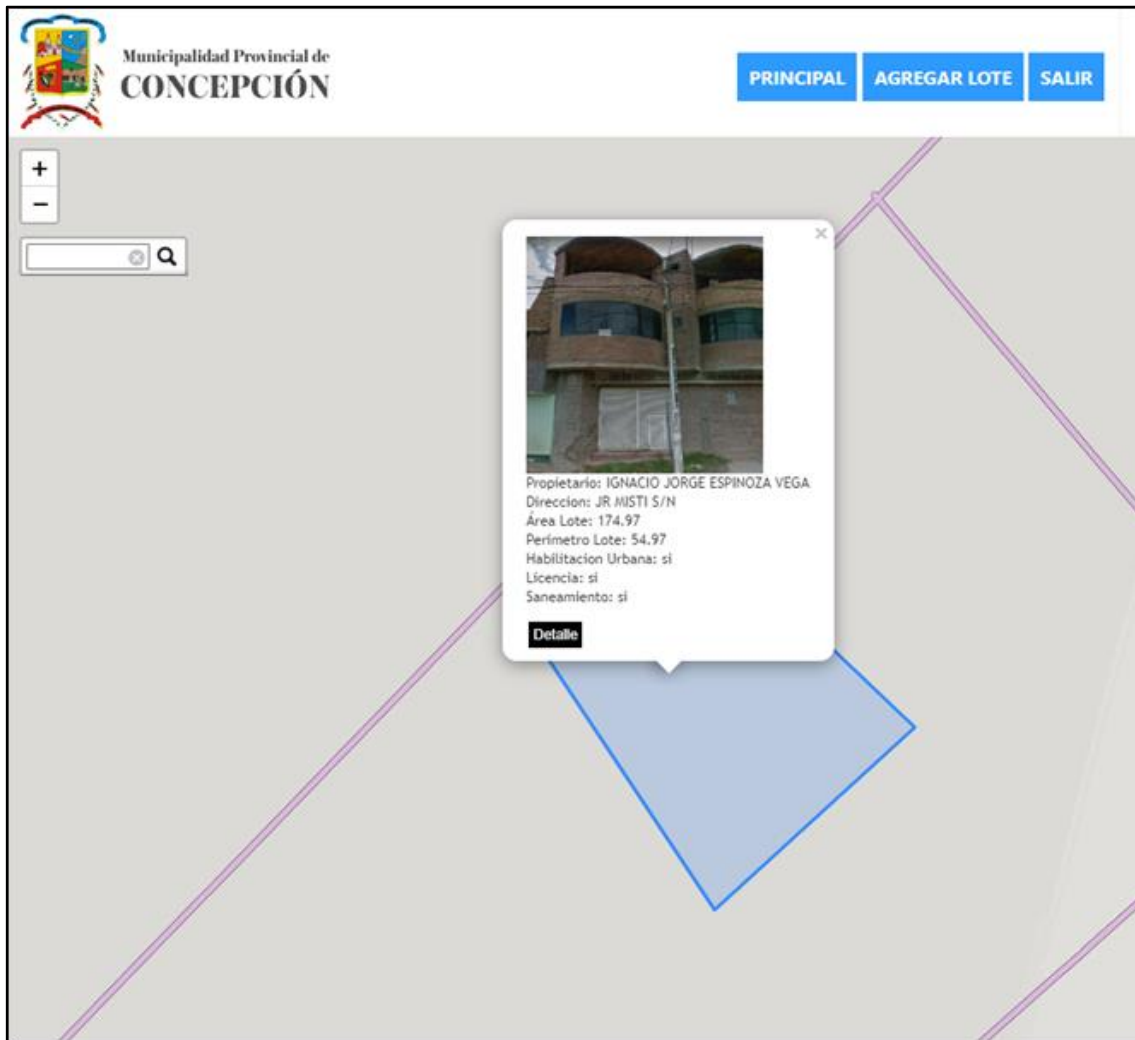 Municipalidad Provincial de
CONCEPCIÓN
PRINCIPAL
AGREGAR LOTE
SALIR
+
−
Propietario: IGNACIO JORGE ESPINOZA VEGA
Direccion: JR MISTI S/N
Área Lote: 174.97
Perímetro Lote: 54.97
Habilitacion Urbana: si
Licencia: si
Saneamiento: si
Detalle